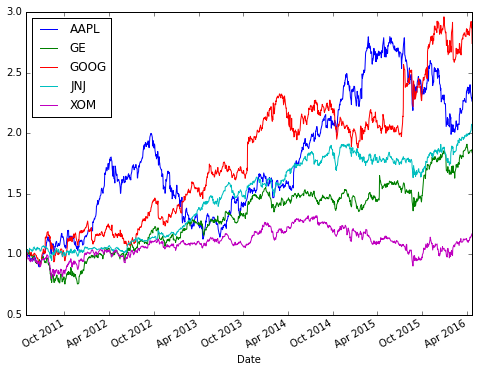 3.0
2.5
2.0
1.5
1.0
0.5
AAPL
GE
GOOG
JNJ
XOM
Oct 2011
Apr 2012
Oct 2012
Apr 2013
Oct 2013
Apr 2014
Oct 2014
Apr 2015
Oct 2015
Apr 2016
Date